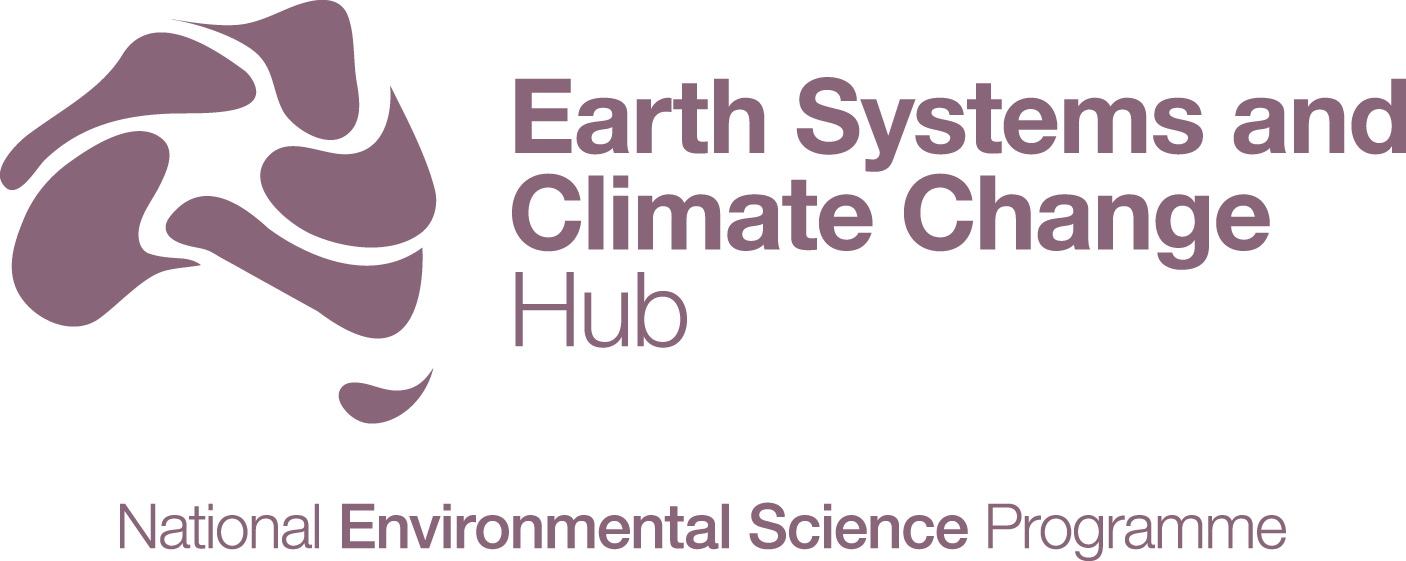 Earth Systems and
Climate Change
Hub
National Environmental Science Programme